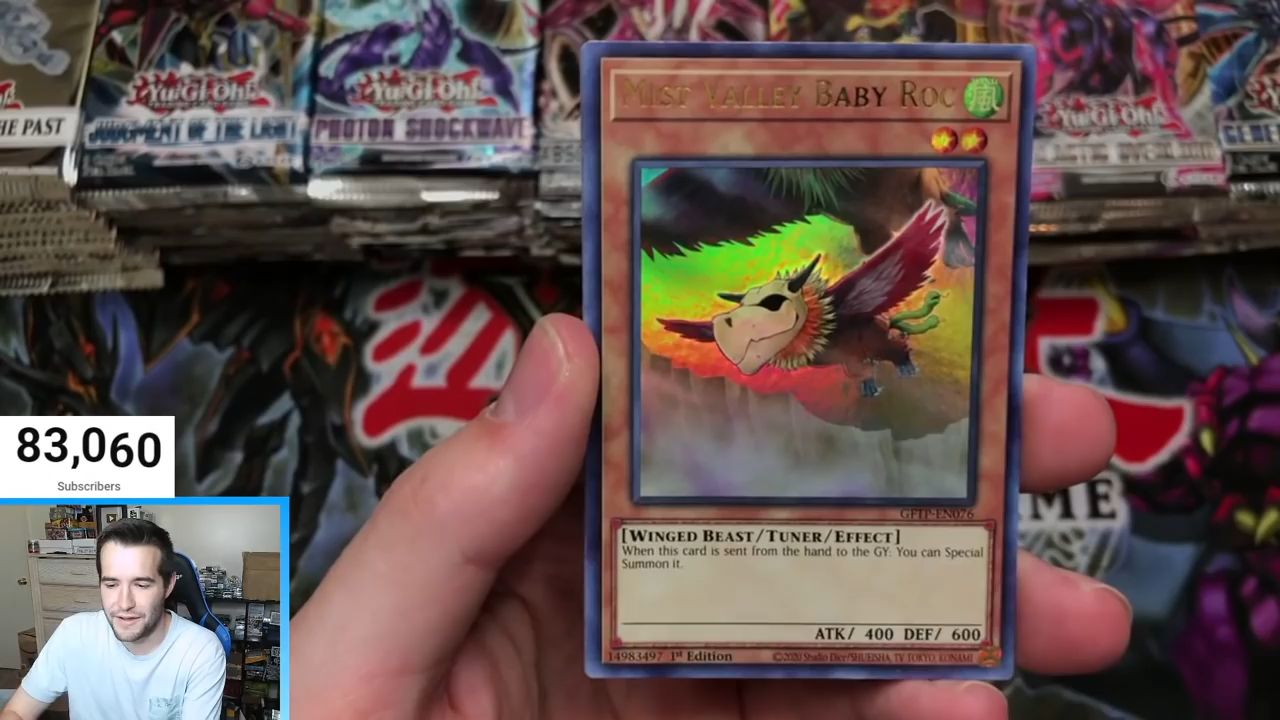 HE PAST
Yu-Gi-Oh!
JUDGMENT OF THE LIGHT
Yu-Gi-Oh!
PHOTON SHOCKWAVE
Yu-Gi-Oh!
MIST VALLEY BABY ROC
風
GFTP-EN076
[WINGED BEAST/TUNER/EFFECT]
When this card is sent from the hand to the GY: You can Special
Summon it.
ATK/ 400 DEF/ 600
14983497 1st Edition
©2020 Studio Dice/SHUEISHA, TV TOKYO, KONAMI
83,060
Subscribers